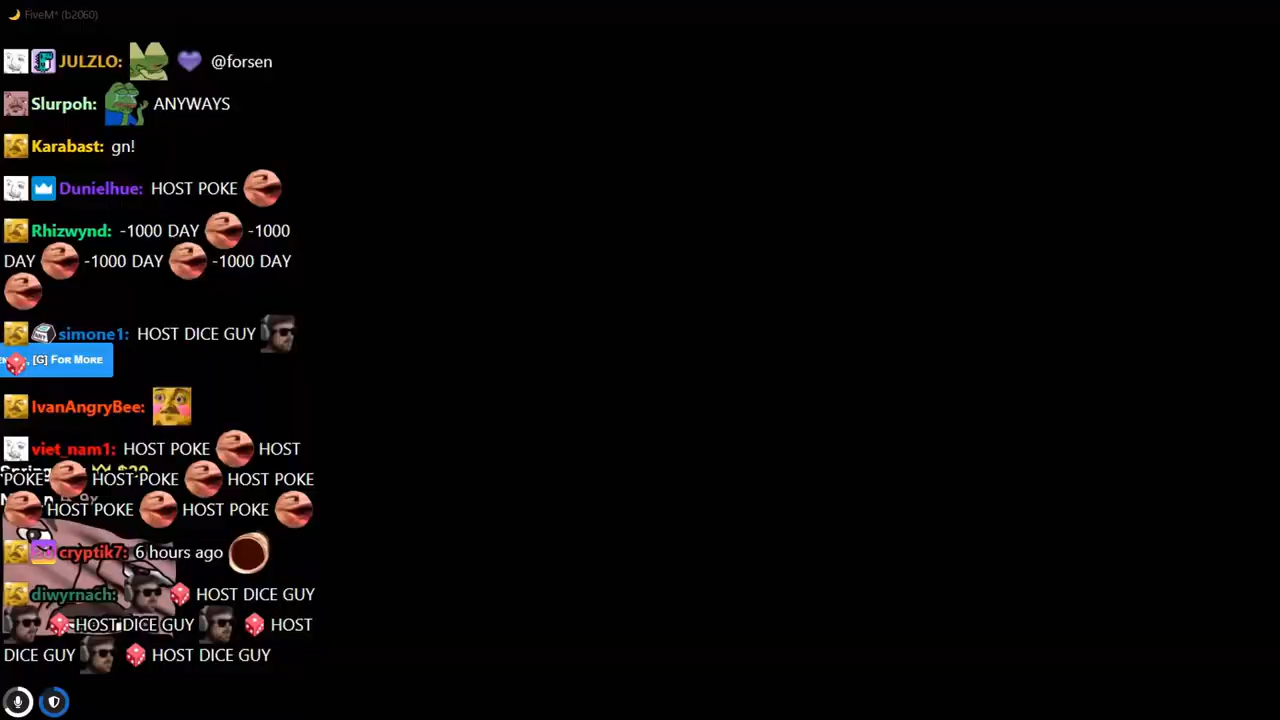 FiveM* (b2060)
JULZLO: @forsen
Slurpoh: ANYWAYS
Karabast: gn!
Dunielhue: HOST POKE
Rhizwynd: -1000 DAY -1000
DAY -1000 DAY -1000 DAY
simone1: HOST DICE GUY
, [G] FOR MORE
IvanAngryBee:
viet_nam1: HOST POKE HOST
POKE HOST POKE HOST POKE
HOST POKE HOST POKE
cryptik7: 6 hours ago
diwyrnach: HOST DICE GUY
HOST DICE GUY HOST
DICE GUY HOST DICE GUY